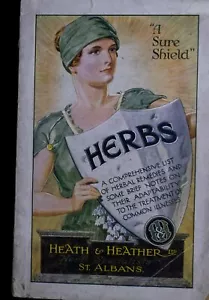 "A
Sure
Shield"
HERBS
A COMPREHENSIVE LIST
OF HERBAL REMEDIES AND
SOME BRIEF NOTES ON
THEIR ADAPTABILITY
TO THE TREATMENT OF
COMMON ILLNESSES
HEATH & HEATHER LTD
ST. ALBANS.